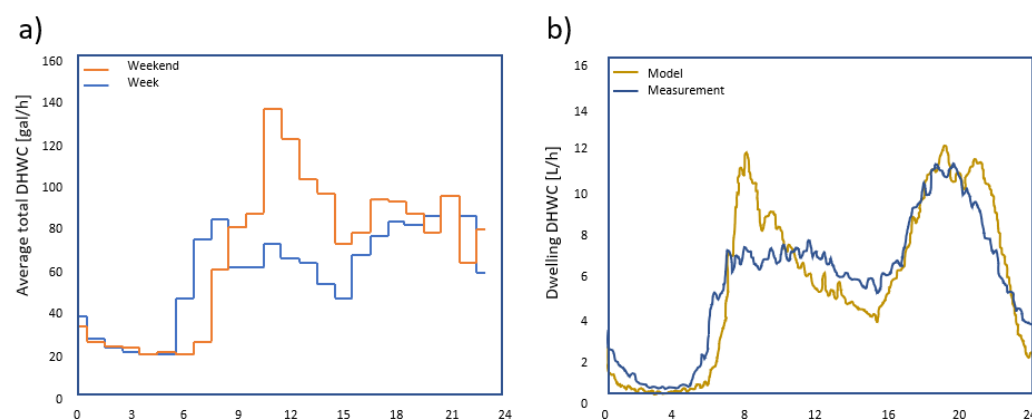 a)
Weekend
Week
Average total DHWC [gal/h]
160
140
120
100
80
60
40
20
0
0 3 6 9 12 15 18 21 24
b)
Model
Measurement
Dwelling DHWC [L/h]
16
14
12
10
8
6
4
2
0
0 4 8 12 16 20 24